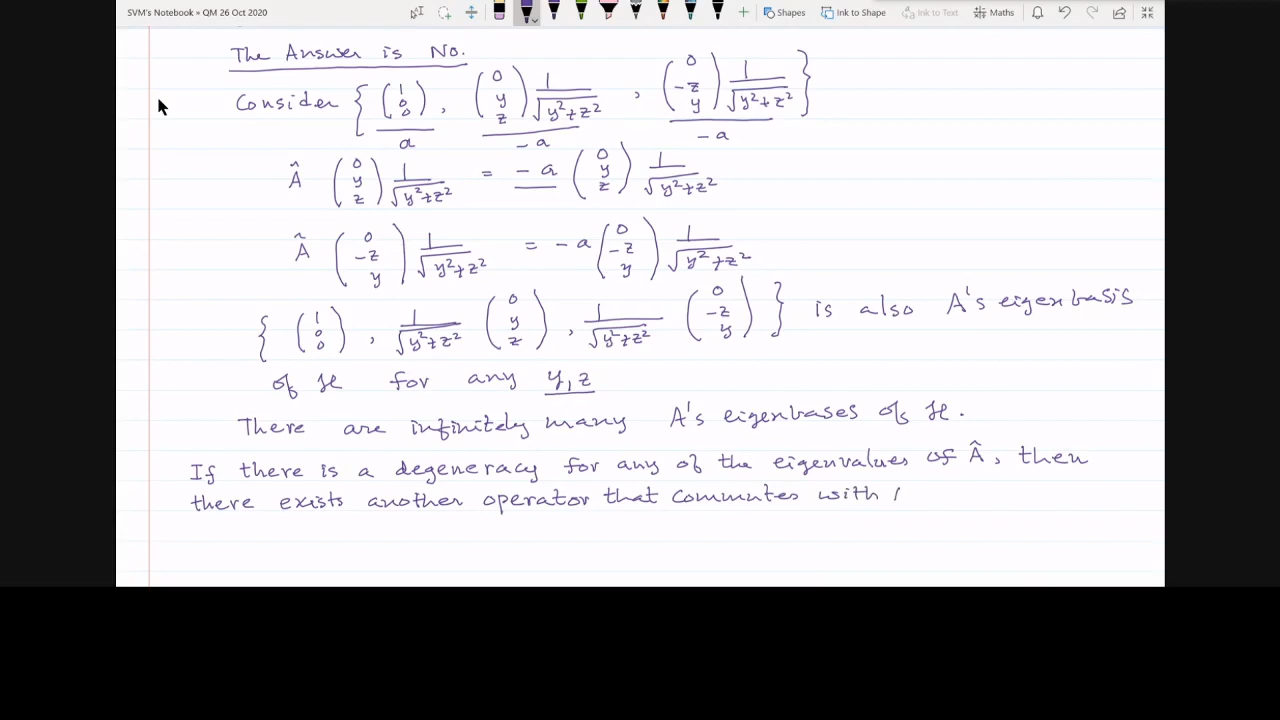 SVM's Notebook » QM 26 Oct 2020 Shapes Ink to Shape Ink to Text Maths
The Answer is No.
Consider { (1 0 0), (0 y z) 1/√y²+z², (0 -z y) 1/√y²+z² }
a -a -a
Â (0 y z) 1/√y²+z² = -a (0 y z) 1/√y²+z²
Â (0 -z y) 1/√y²+z² = -a (0 -z y) 1/√y²+z²
{ (1 0 0), 1/√y²+z² (0 y z), 1/√y²+z² (0 -z y) } is also A's eigenbasis
of ℋ for any y,z
There are infinitely many A's eigenbases of ℋ.
If there is a degeneracy for any of the eigenvalues of Â, then
there exists another operator that commutes with